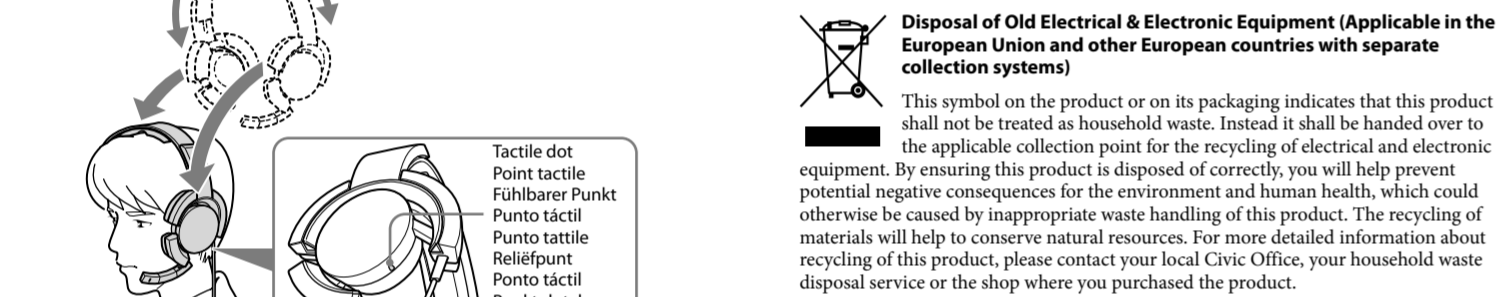 Tactile dot
Point tactile
Fühlbarer Punkt
Punto táctil
Punto tattile
Reliëfpunt
Ponto táctil
Disposal of Old Electrical & Electronic Equipment (Applicable in the
European Union and other European countries with separate
collection systems)
This symbol on the product or on its packaging indicates that this product
shall not be treated as household waste. Instead it shall be handed over to
the applicable collection point for the recycling of electrical and electronic
equipment. By ensuring this product is disposed of correctly, you will help prevent
potential negative consequences for the environment and human health, which could
otherwise be caused by inappropriate waste handling of this product. The recycling of
materials will help to conserve natural resources. For more detailed information about
recycling of this product, please contact your local Civic Office, your household waste
disposal service or the shop where you purchased the product.